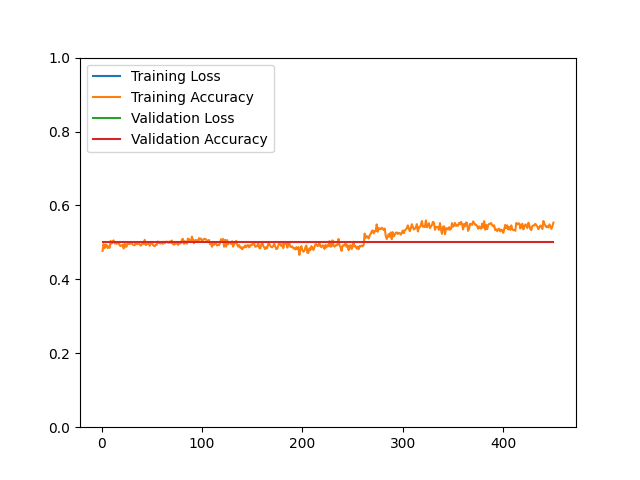 1.0
0.8
0.6
0.4
0.2
0.0
Training Loss
Training Accuracy
Validation Loss
Validation Accuracy
0 100 200 300 400